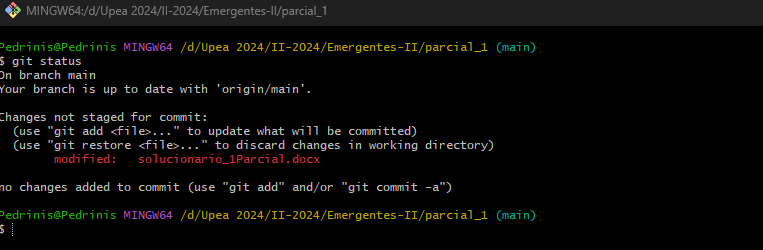 MINGW64:/d/Upea 2024/II-2024/Emergentes-II/parcial_1
Pedrinis@Pedrinis MINGW64 /d/Upea 2024/II-2024/Emergentes-II/parcial_1 (main)
$ git status
On branch main
Your branch is up to date with 'origin/main'.
Changes not staged for commit:
(use "git add <file>..." to update what will be committed)
(use "git restore <file>..." to discard changes in working directory)
modified: solucionario_1Parcial.docx
no changes added to commit (use "git add" and/or "git commit -a")
Pedrinis@Pedrinis MINGW64 /d/Upea 2024/II-2024/Emergentes-II/parcial_1 (main)
$